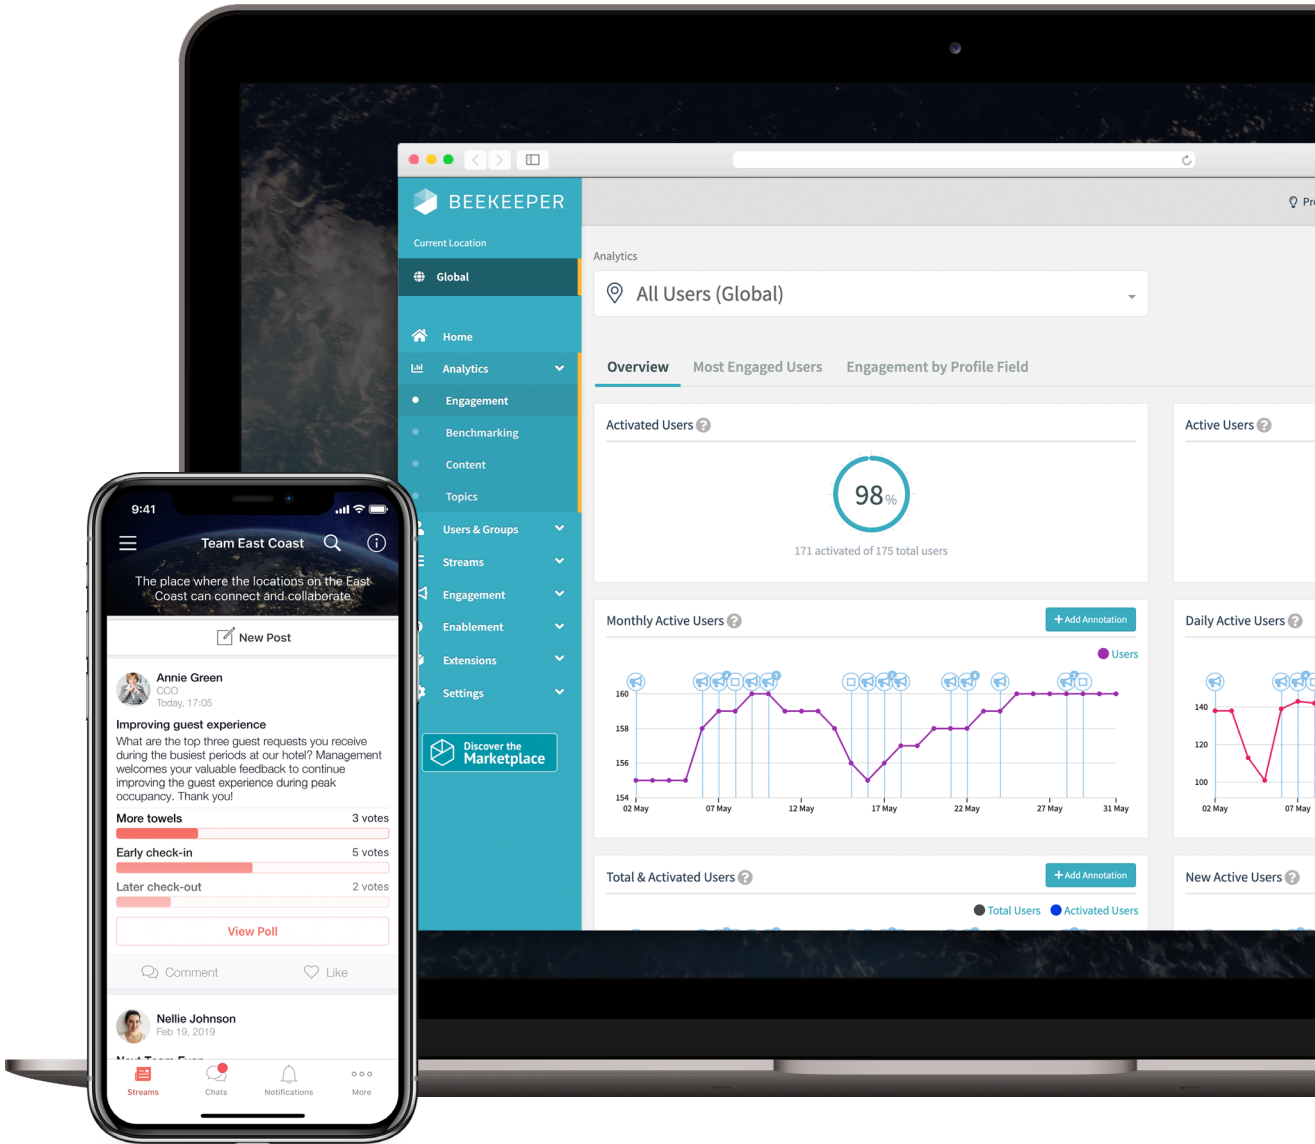 BEEKEEPER
Pr
Current Location
Global
Home
Analytics
Engagement
Benchmarking
Content
Topics
Users & Groups
Streams
Engagement
Enablement
Extensions
Settings
Discover the
Marketplace
Analytics
All Users (Global)
Overview Most Engaged Users Engagement by Profile Field
Activated Users ?
98%
171 activated of 175 total users
Active Users ?
Monthly Active Users ?
+ Add Annotation
Users
160
158
156
154
02 May 07 May 12 May 17 May 22 May 27 May 31 May
Daily Active Users ?
140
120
100
02 May 07 May
Total & Activated Users ?
+ Add Annotation
Total Users Activated Users
New Active Users ?
9:41
Team East Coast
The place where the locations on the East
Coast can connect and collaborate
New Post
Annie Green
CCO
Today, 17:05
Improving guest experience
What are the top three guest requests you receive
during the busiest periods at our hotel? Management
welcomes your valuable feedback to continue
improving the guest experience during peak
occupancy. Thank you!
More towels 3 votes
Early check-in 5 votes
Later check-out 2 votes
View Poll
Comment Like
Nellie Johnson
Feb 19, 2019
Next Team Even
Streams Chats Notifications More